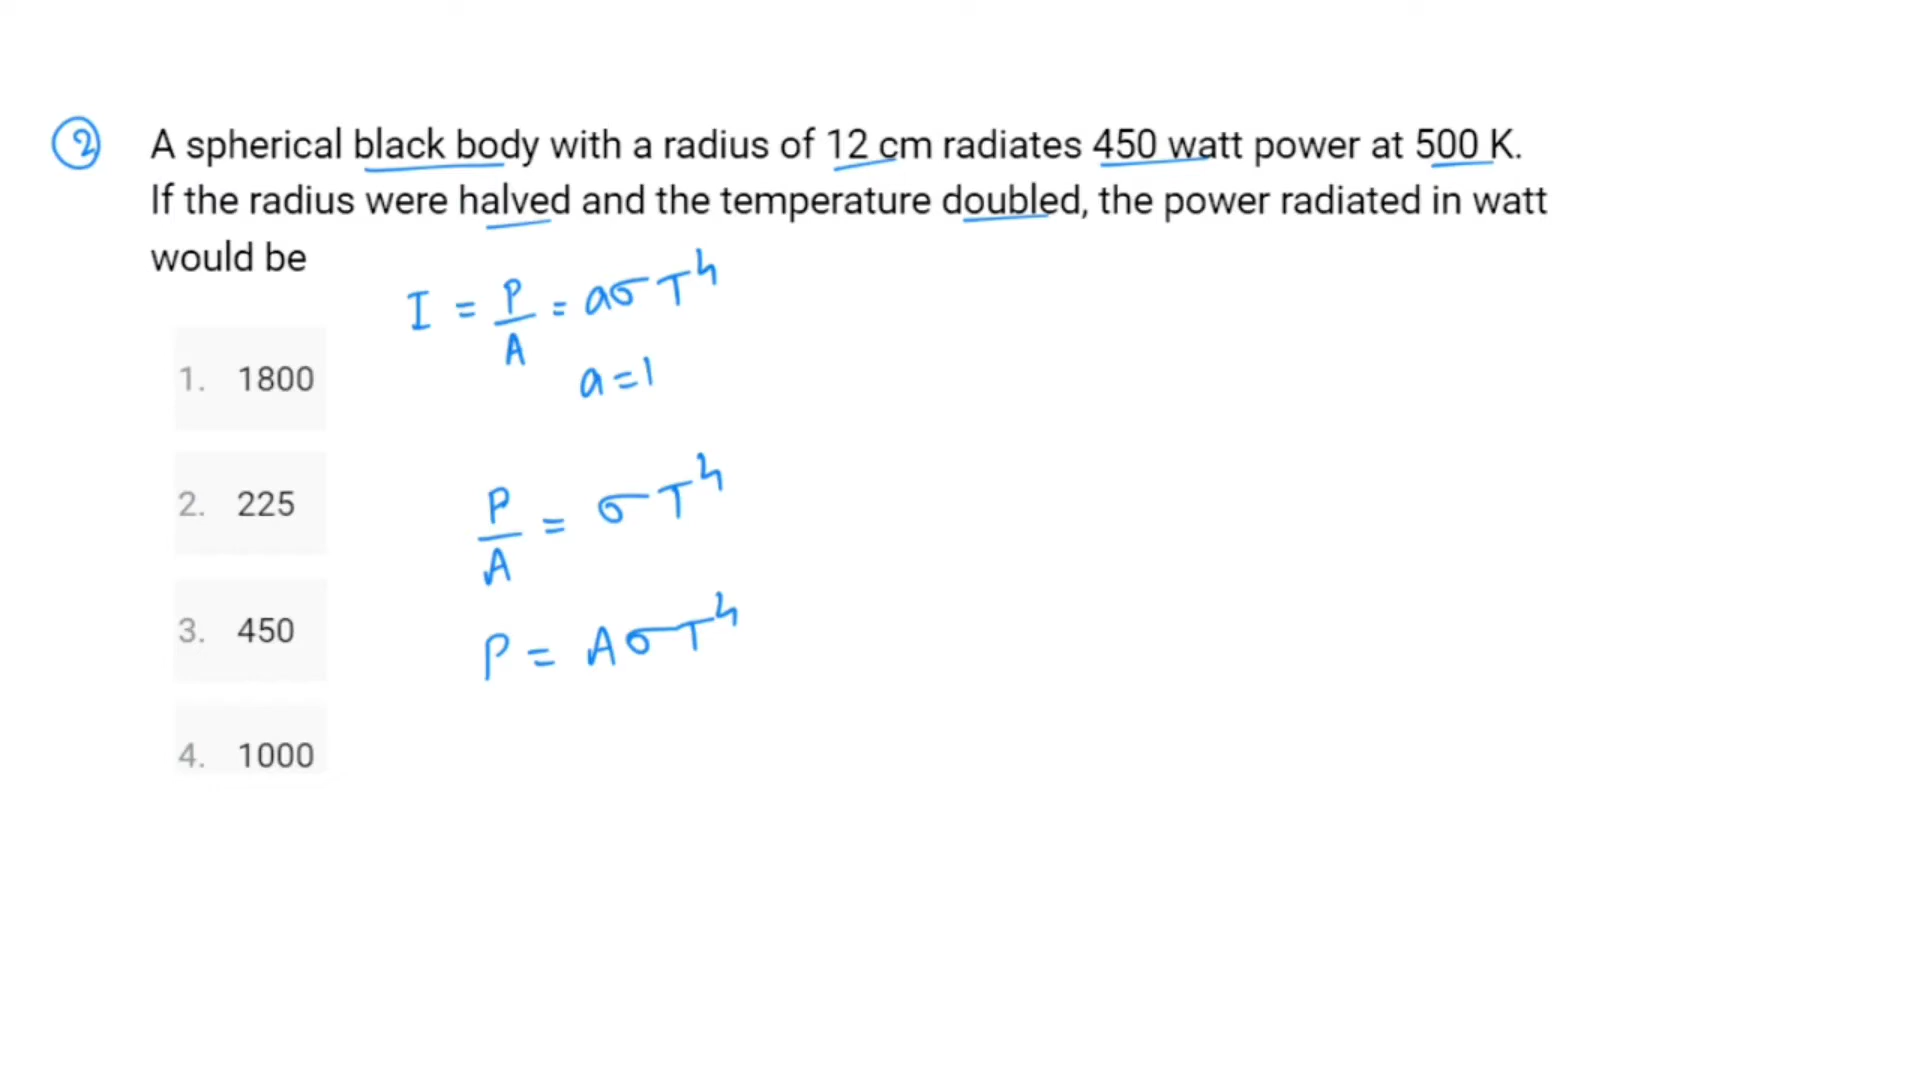 ② A spherical black body with a radius of 12 cm radiates 450 watt power at 500 K.
If the radius were halved and the temperature doubled, the power radiated in watt
would be
I = P/A = aσT⁴
a=1
1. 1800
2. 225
P/A = σT⁴
3. 450
P = AσT⁴
4. 1000